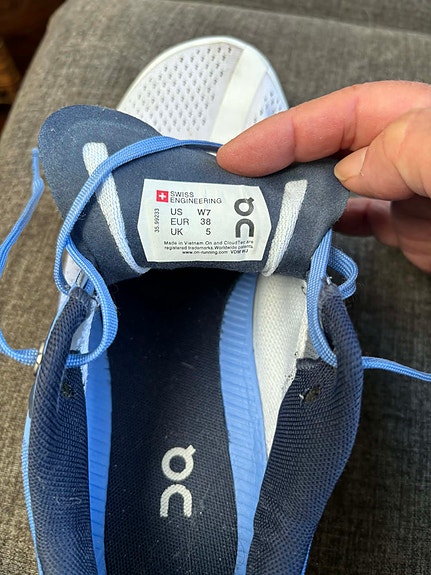 SWISS
ENGINEERING
US W7
EUR 38
UK 5
35.99233
Made in Vietnam On and CloudTec are
registered trademarks. Worldwide patents.
www.on-running.com VDM W-J
On
On